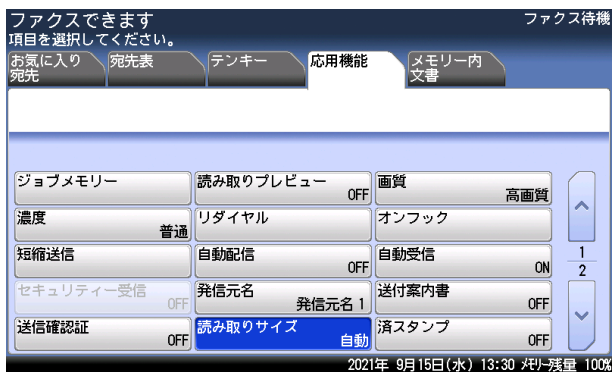 ファクスできます
ファクス待機
項目を選択してください。
お気に入り
宛先
宛先表
テンキー
応用機能
メモリー内
文書
ジョブメモリー
読み取りプレビュー
OFF
画質
高画質
濃度
普通
リダイヤル
オンフック
短縮送信
自動配信
OFF
自動受信
ON
1
2
セキュリティー受信
OFF
発信元名
発信元名 1
送付案内書
OFF
送信確認証
OFF
読み取りサイズ
自動
済スタンプ
OFF
2021年 9月15日(水) 13:30 メモリー残量 100%